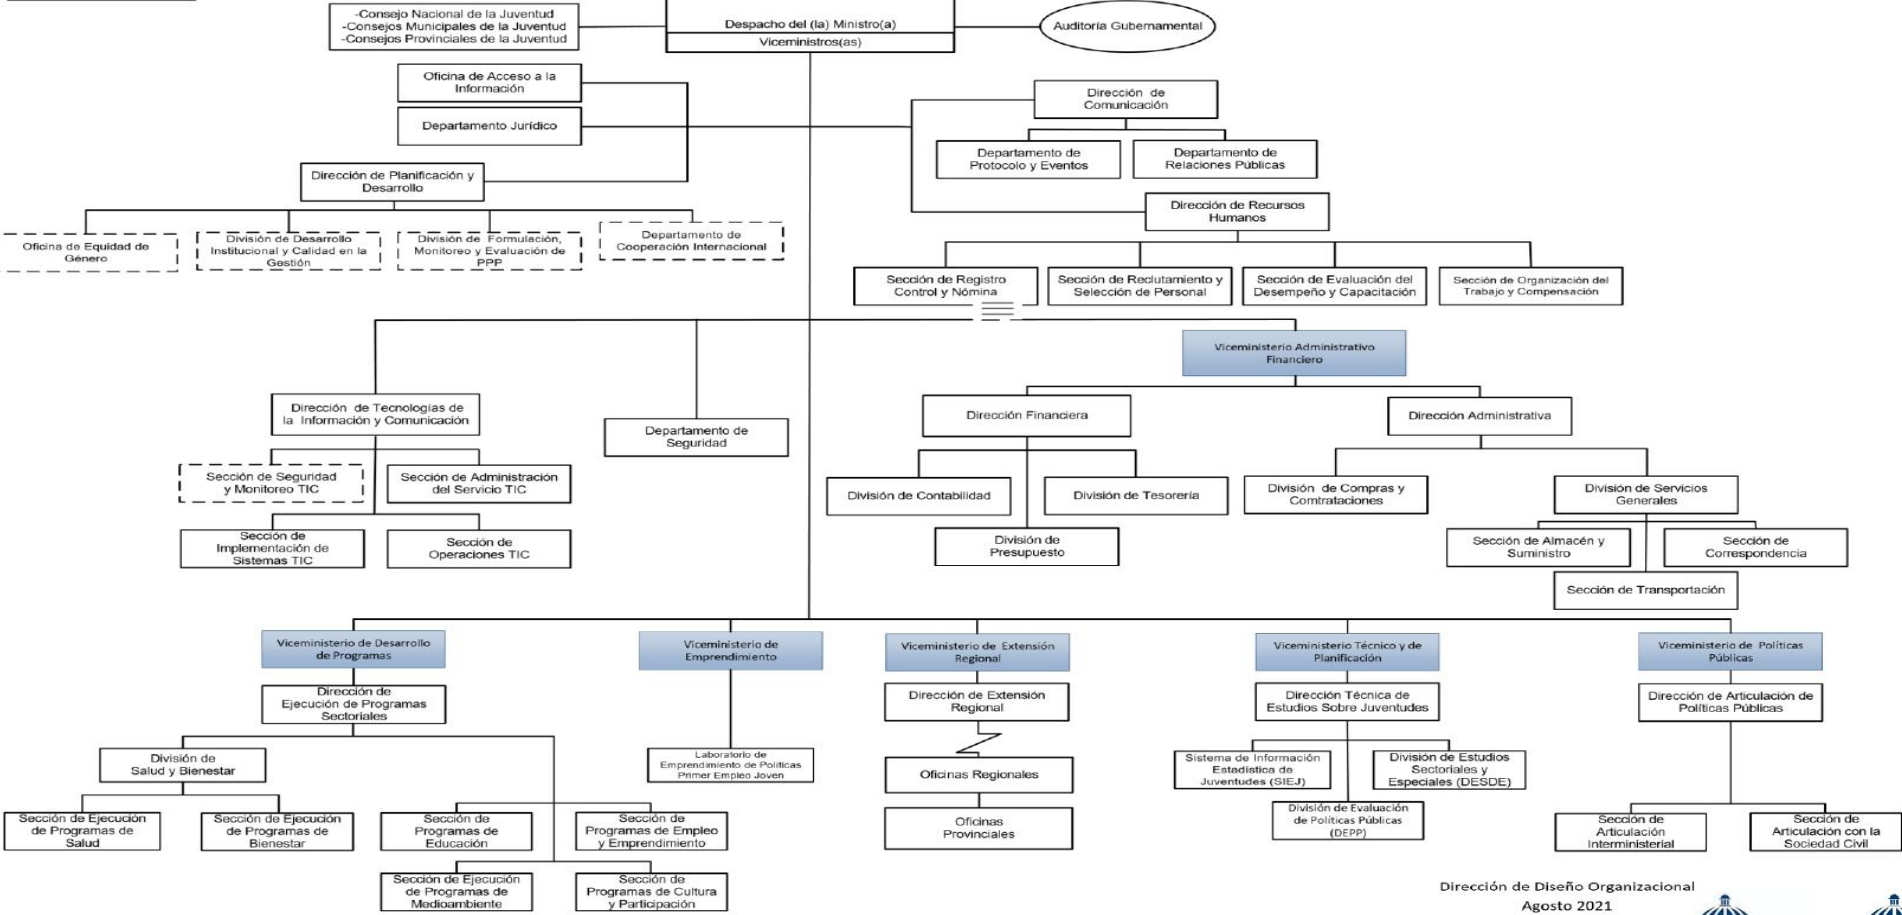 -Consejo Nacional de la Juventud
-Consejos Municipales de la Juventud
-Consejos Provinciales de la Juventud
Despacho del (la) Ministro(a)
Viceministros(as)
Auditoría Gubernamental
Oficina de Acceso a la
Información
Departamento Jurídico
Dirección de Planificación y
Desarrollo
Oficina de Equidad de
Género
División de Desarrollo
Institucional y Calidad en la
Gestión
División de Formulación,
Monitoreo y Evaluación de
PPP
Departamento de
Cooperación Internacional
Dirección de
Comunicación
Departamento de
Protocolo y Eventos
Departamento de
Relaciones Públicas
Dirección de Recursos
Humanos
Sección de Registro
Control y Nómina
Sección de Reclutamiento y
Selección de Personal
Sección de Evaluación del
Desempeño y Capacitación
Sección de Organización del
Trabajo y Compensación
Viceministerio Administrativo
Financiero
Dirección de Tecnologías de
la Información y Comunicación
Departamento de
Seguridad
Dirección Financiera
Dirección Administrativa
Sección de Seguridad
y Monitoreo TIC
Sección de Administración
del Servicio TIC
Sección de
Implementación de
Sistemas TIC
Sección de
Operaciones TIC
División de Contabilidad
División de Tesorería
División de
Presupuesto
División de Compras y
Comtrataciones
División de Servicios
Generales
Sección de Almacén y
Suministro
Sección de
Correspondencia
Sección de Transportación
Viceministerio de Desarrollo
de Programas
Viceministerio de
Emprendimiento
Viceministerio de Extensión
Regional
Viceministerio Técnico y de
Planificación
Viceministerio de Políticas
Públicas
Dirección de
Ejecución de Programas
Sectoriales
Dirección de Extensión
Regional
Dirección Técnica de
Estudios Sobre Juventudes
Dirección de Articulación de
Políticas Públicas
División de
Salud y Bienestar
Laboratorio de
Emprendimiento de Políticas
Primer Empleo Joven
Oficinas Regionales
Sistema de Información
Estadística de
Juventudes (SIEJ)
División de Estudios
Sectoriales y
Especiales (DESDE)
Sección de Ejecución
de Programas de
Salud
Sección de Ejecución
de Programas de
Bienestar
Sección de
Programas de
Educación
Sección de
Programas de Empleo
y Emprendimiento
Oficinas
Provinciales
División de Evaluación
de Políticas Públicas
(DEPP)
Sección de
Articulación
Interministerial
Sección de
Articulación con la
Sociedad Civil
Sección de Ejecución
de Programas de
Medioambiente
Sección de
Programas de Cultura
y Participación
Dirección de Diseño Organizacional
Agosto 2021